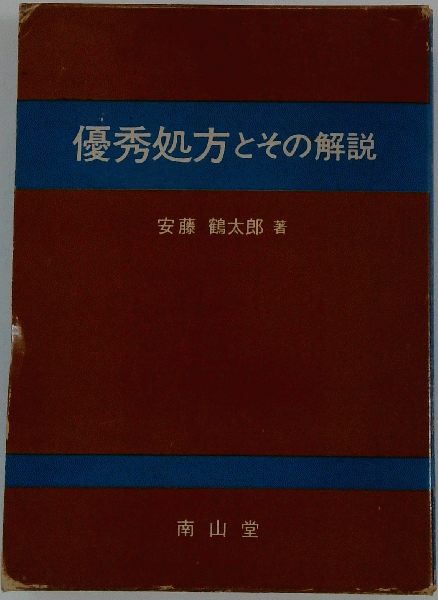 優秀処方とその解説
安藤 鶴太郎 著
南山堂